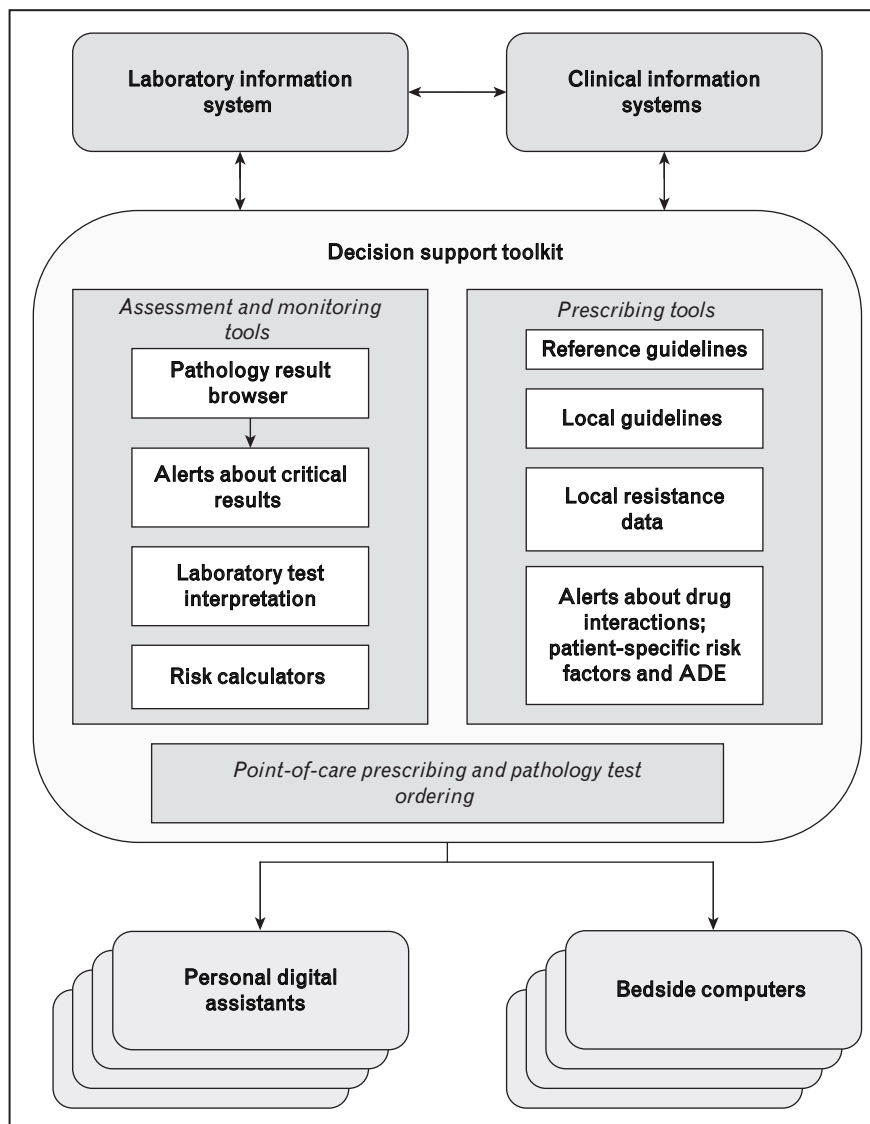 Laboratory information
system
Clinical information
systems
Decision support toolkit
Assessment and monitoring
tools
Pathology result
browser
Alerts about critical
results
Laboratory test
interpretation
Risk calculators
Prescribing tools
Reference guidelines
Local guidelines
Local resistance
data
Alerts about drug
interactions;
patient-specific risk
factors and ADE
Point-of-care prescribing and pathology test
ordering
Personal digital
assistants
Bedside computers